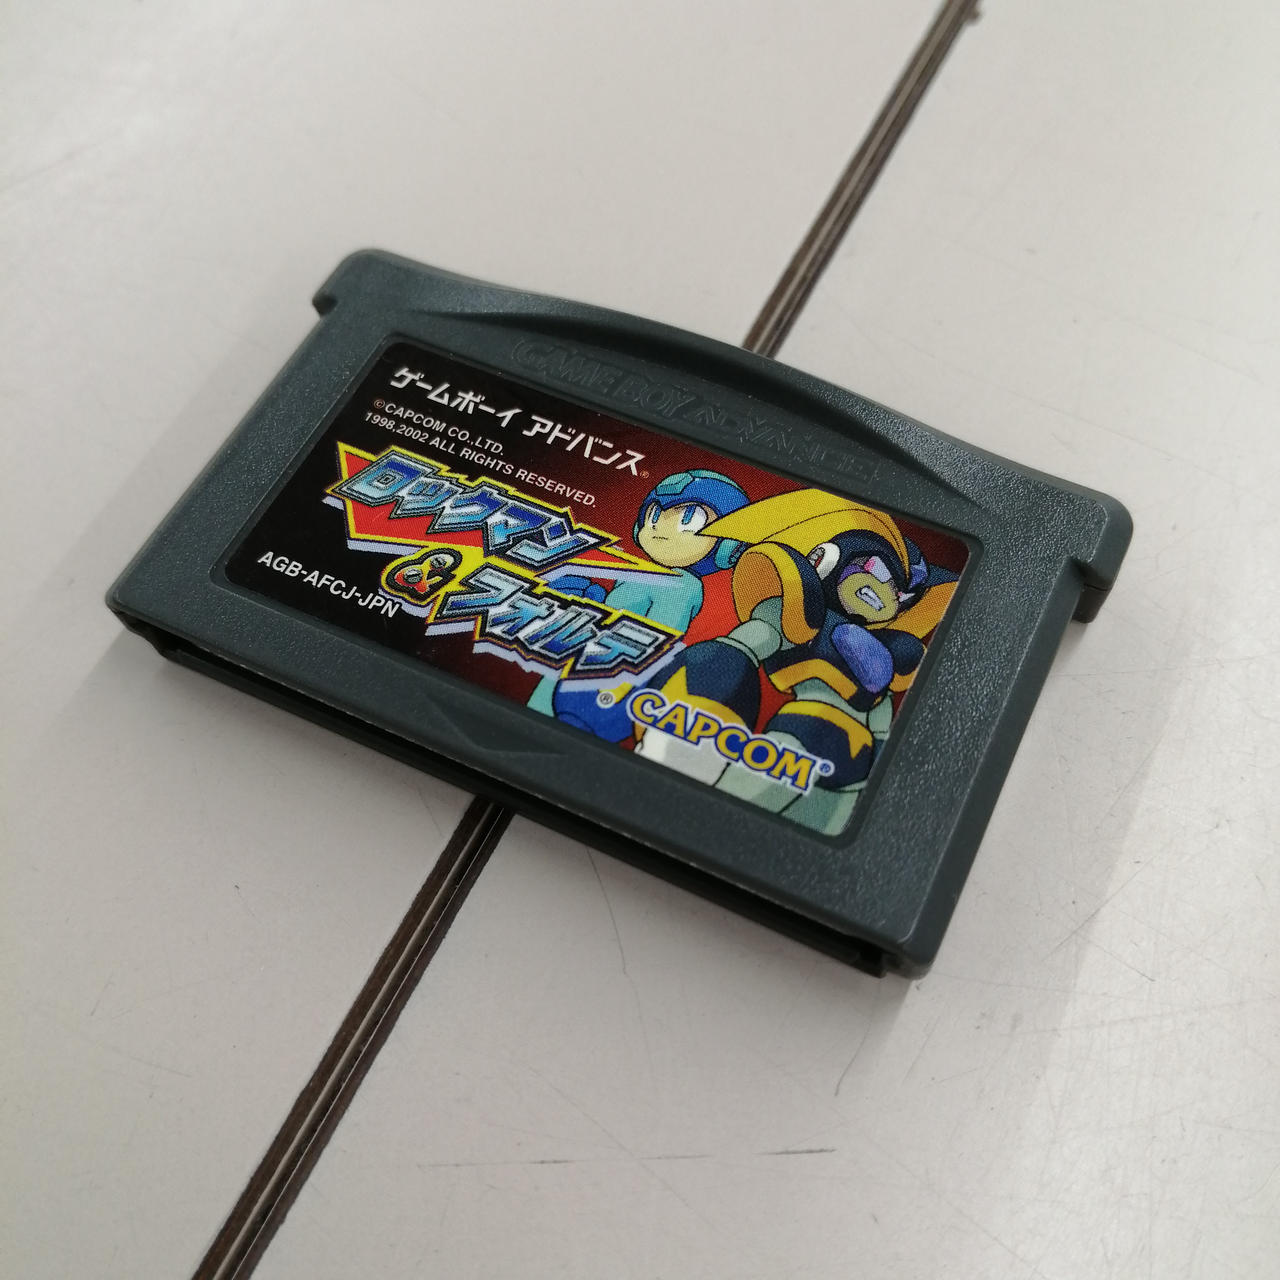 GAME BOY ADVANCE
ゲームボーイ アドバンス®
©CAPCOM CO.,LTD.
1998,2002 ALL RIGHTS RESERVED.
ロックマン
&フォルテ
®
AGB-AFCJ-JPN
CAPCOM®